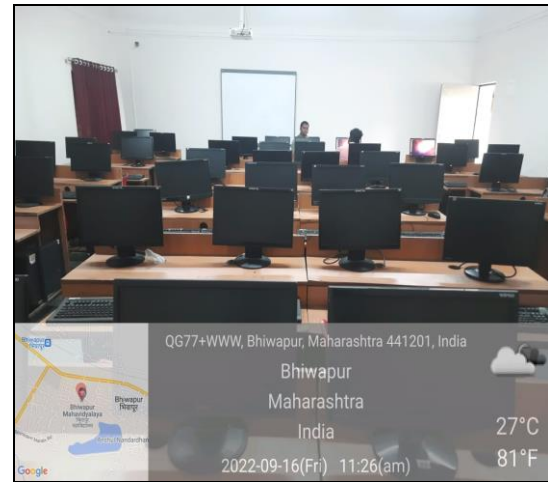 QG77+WWW, Bhiwapur, Maharashtra 441201, India
Bhiwapur
Maharashtra
India
27°C
2022-09-16(Fri) 11:26(am)
81°F
Bhiwapur
भिवापूर
Bhiwapur
Mahavidyalaya
Google